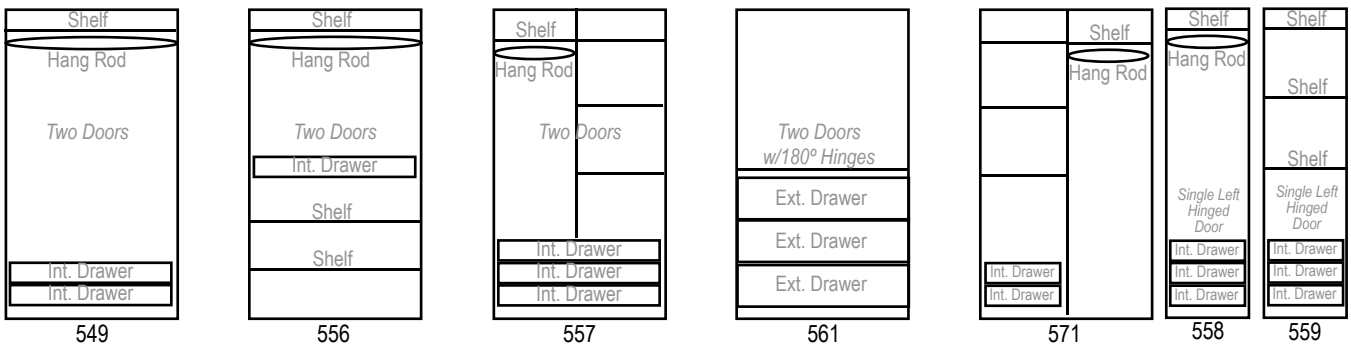 Shelf
Hang Rod
Two Doors
Int. Drawer
Int. Drawer
549
Shelf
Hang Rod
Two Doors
Int. Drawer
Shelf
Shelf
556
Shelf
Hang Rod
Two Doors
Int. Drawer
Int. Drawer
Int. Drawer
557
Two Doors
w/180º Hinges
Ext. Drawer
Ext. Drawer
Ext. Drawer
561
Shelf
Hang Rod
Int. Drawer
Int. Drawer
571
Shelf
Hang Rod
Single Left
Hinged
Door
Int. Drawer
Int. Drawer
Int. Drawer
558
Shelf
Shelf
Shelf
Single Left
Hinged
Door
Int. Drawer
Int. Drawer
Int. Drawer
559